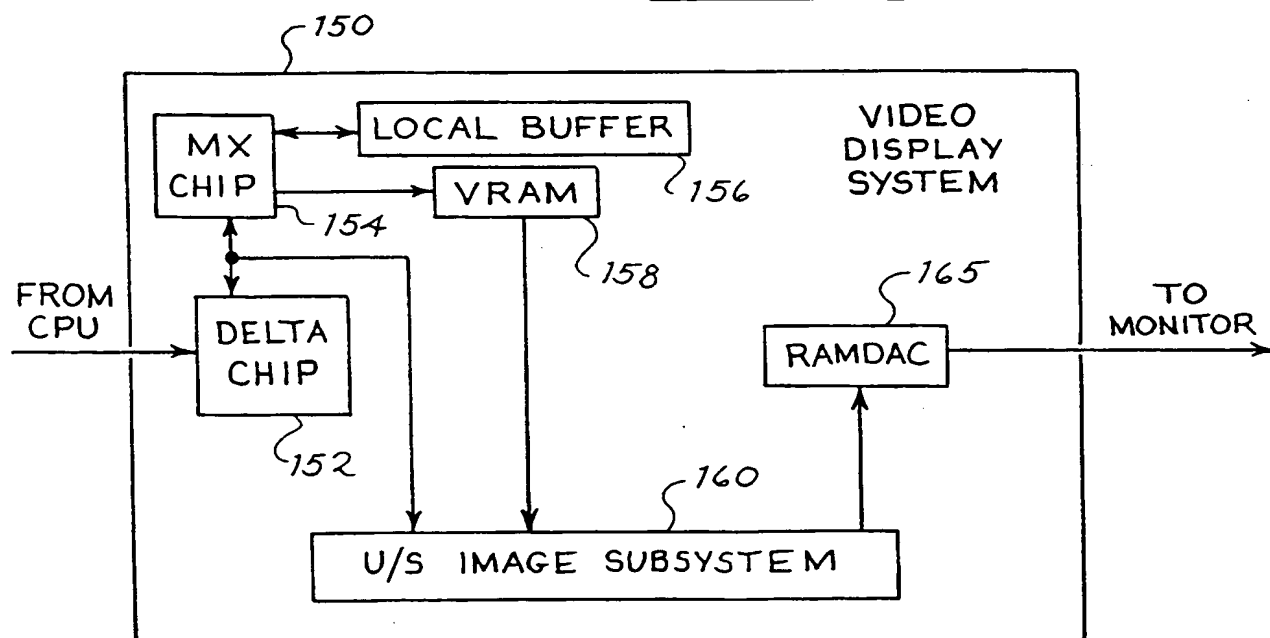 150
MX
CHIP
LOCAL BUFFER
VIDEO
DISPLAY
SYSTEM
156
VRAM
154
158
165
FROM
CPU
DELTA
CHIP
RAMDAC
TO
MONITOR
152
160
U/S IMAGE SUBSYSTEM